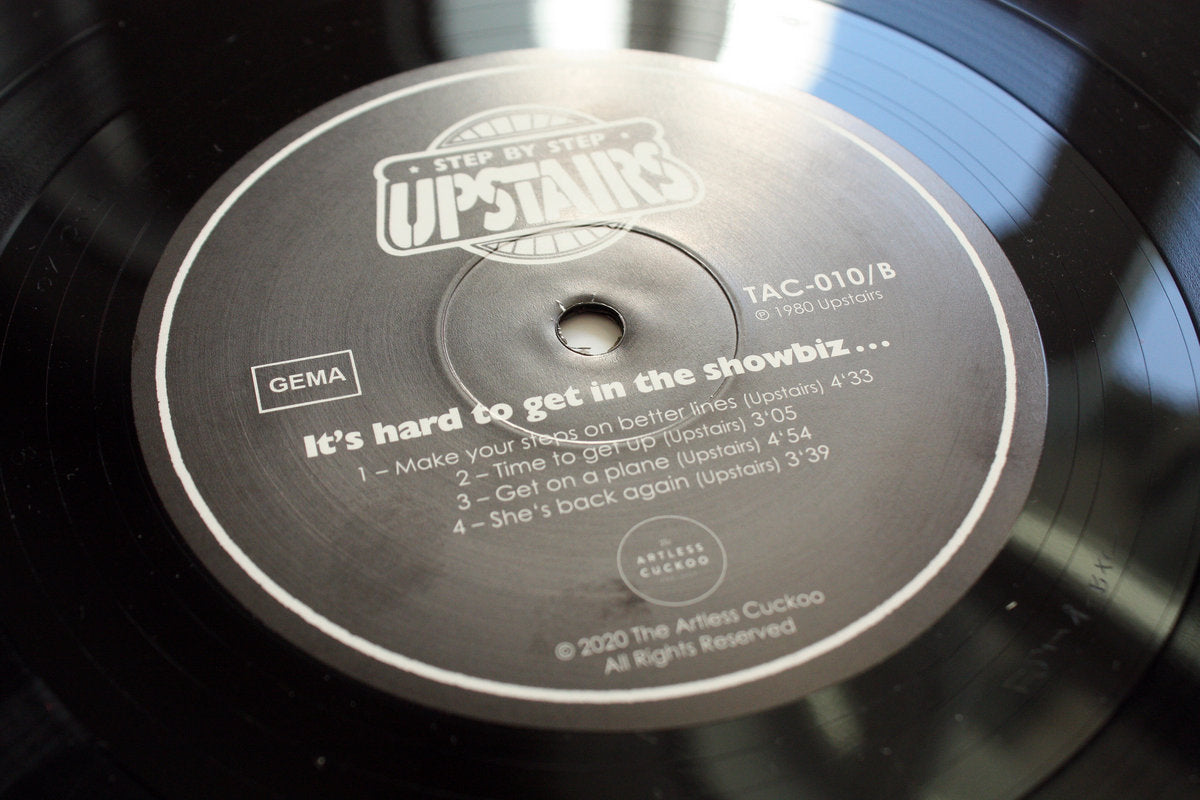 STEP BY STEP
UPSTAIRS
TAC-010/B
℗ 1980 Upstairs
GEMA
It's hard to get in the showbiz...
1 – Make your steps on better lines (Upstairs) 4'33
2 – Time to get up (Upstairs) 3'05
3 – Get on a plane (Upstairs) 4'54
4 – She's back again (Upstairs) 3'39
The
ARTLESS
CUCKOO
© 2020 The Artless Cuckoo
All Rights Reserved